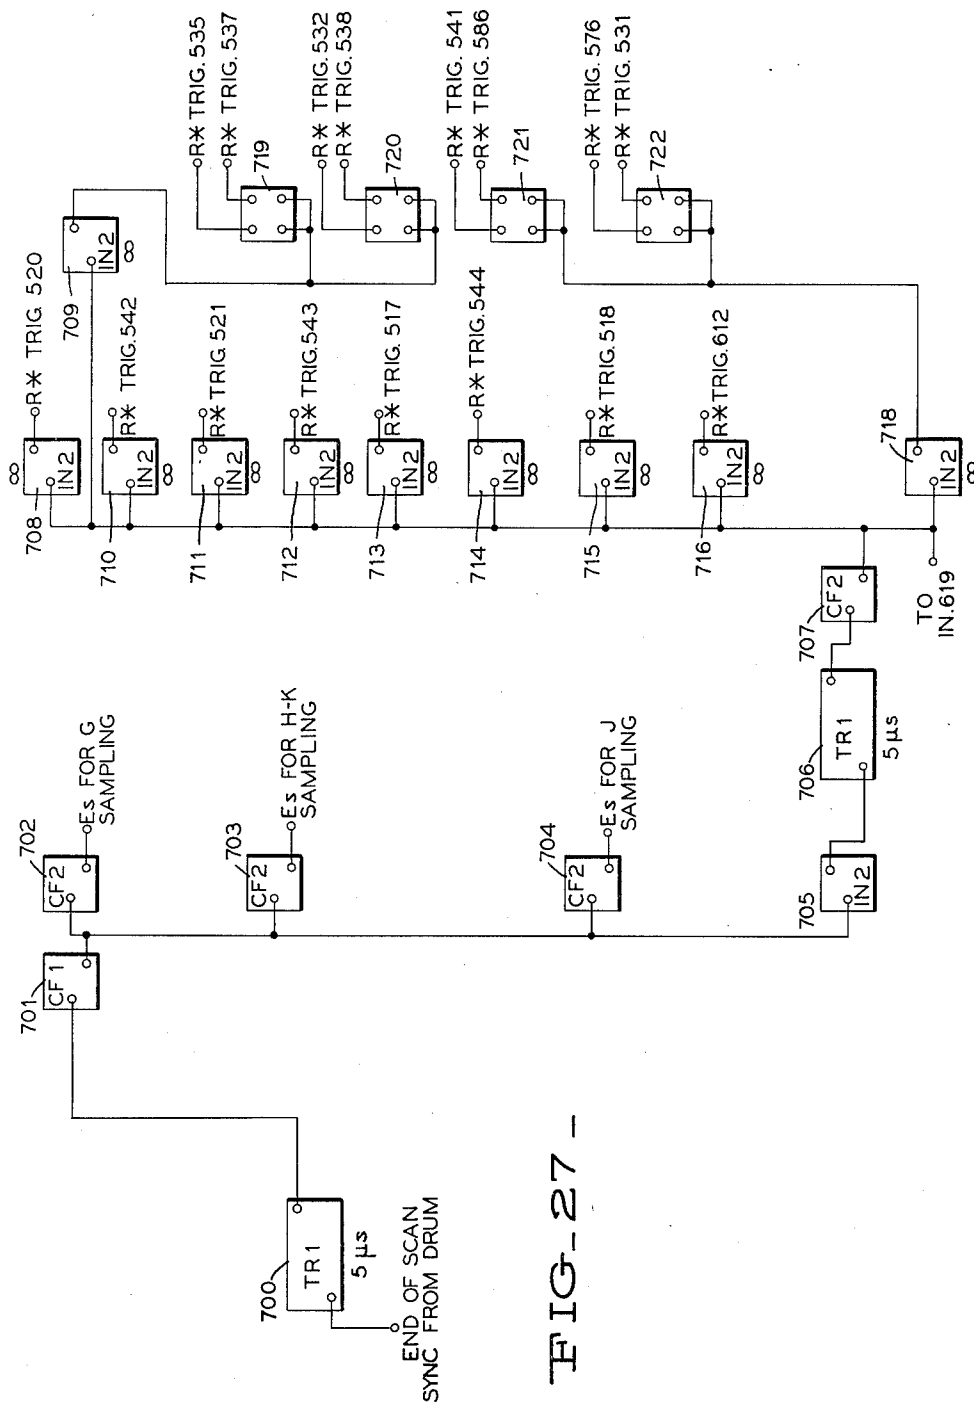 R* TRIG. 535
R* TRIG. 537
719
R* TRIG. 532
R* TRIG. 538
720
R* TRIG. 541
R* TRIG. 586
721
R* TRIG. 576
R* TRIG. 531
722
709
IN2
∞
R* TRIG 520
708
IN2
∞
R* TRIG. 542
710
IN2
∞
R* TRIG. 521
711
IN2
∞
R* TRIG. 543
712
IN2
∞
R* TRIG. 517
713
IN2
∞
R* TRIG. 544
714
IN2
∞
R* TRIG. 518
715
IN2
∞
R* TRIG. 612
716
IN2
∞
718
IN2
∞
TO
IN. 619
707
CF2
706
TR1
5 µs
705
IN2
702
CF2
Es FOR G
SAMPLING
703
CF2
Es FOR H-K
SAMPLING
704
CF2
Es FOR J
SAMPLING
701
CF1
700
TR1
5 µs
END OF SCAN
SYNC FROM DRUM
FIG-27-